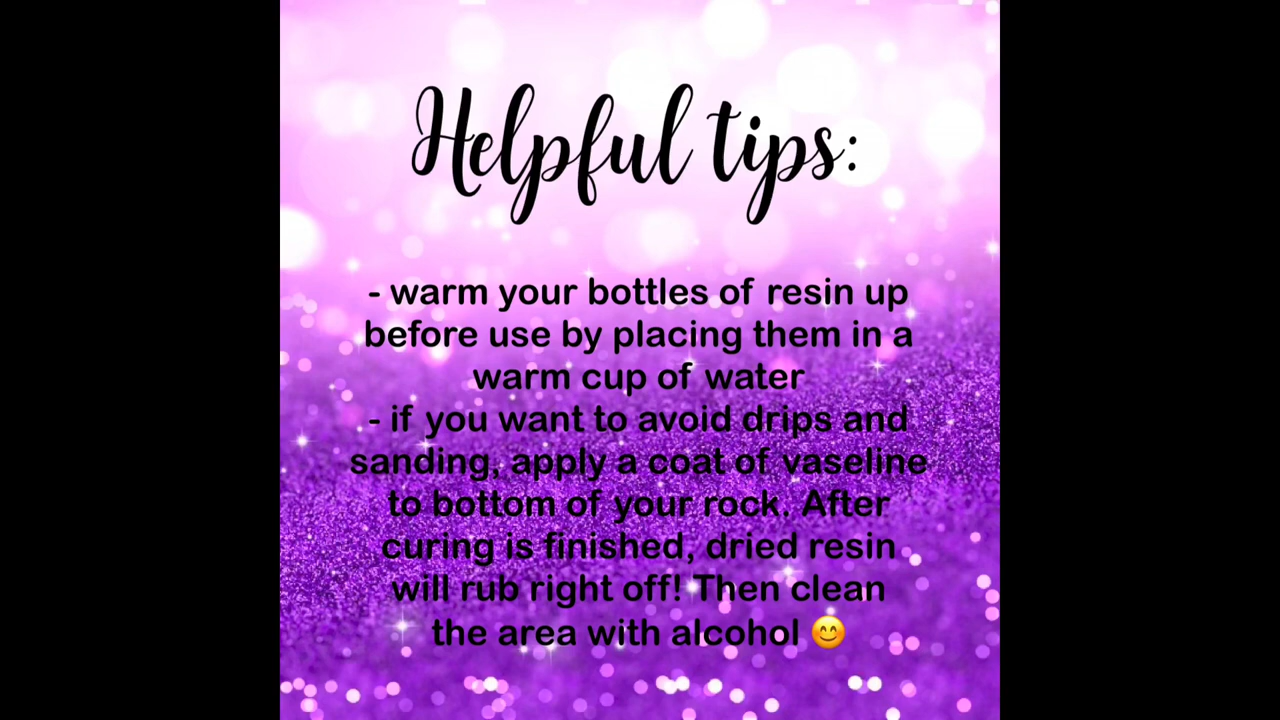 Helpful tips:
- warm your bottles of resin up
before use by placing them in a
warm cup of water
- if you want to avoid drips and
sanding, apply a coat of vaseline
to bottom of your rock. After
curing is finished, dried resin
will rub right off! Then clean
the area with alcohol 😊